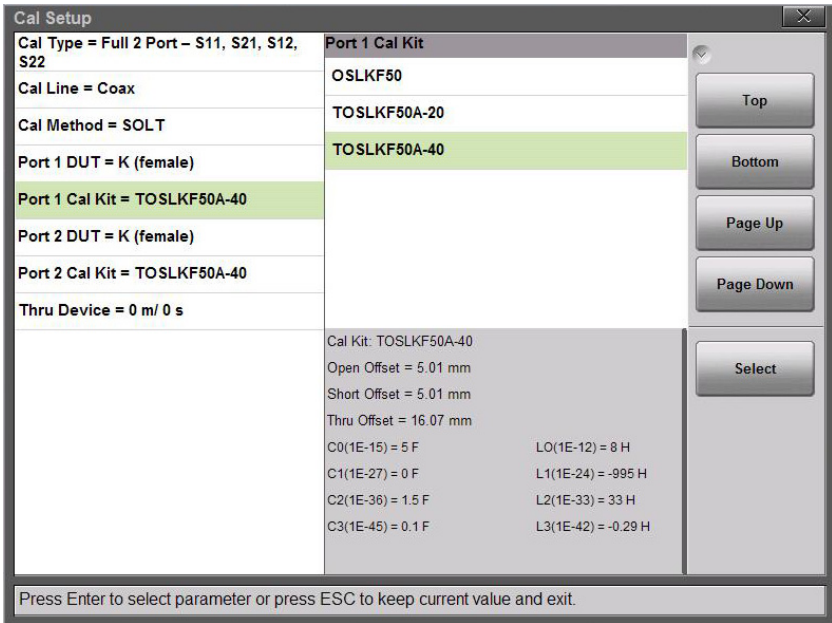 Cal Setup
Cal Type = Full 2 Port – S11, S21, S12,
S22
Cal Line = Coax
Cal Method = SOLT
Port 1 DUT = K (female)
Port 1 Cal Kit = TOSLKF50A-40
Port 2 DUT = K (female)
Port 2 Cal Kit = TOSLKF50A-40
Thru Device = 0 m/ 0 s
Port 1 Cal Kit
OSLKF50
TOSLKF50A-20
TOSLKF50A-40
Cal Kit: TOSLKF50A-40
Open Offset = 5.01 mm
Short Offset = 5.01 mm
Thru Offset = 16.07 mm
C0(1E-15) = 5 F LO(1E-12) = 8 H
C1(1E-27) = 0 F L1(1E-24) = -995 H
C2(1E-36) = 1.5 F L2(1E-33) = 33 H
C3(1E-45) = 0.1 F L3(1E-42) = -0.29 H
Top
Bottom
Page Up
Page Down
Select
Press Enter to select parameter or press ESC to keep current value and exit.